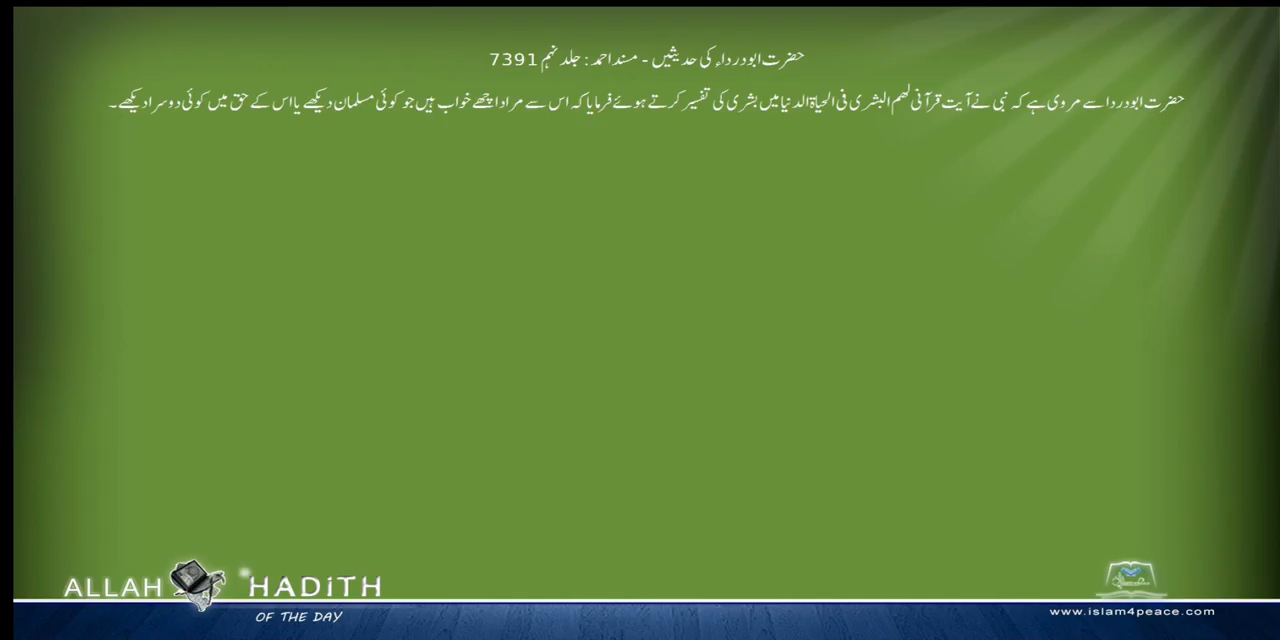 حضرت ابودرداء کی حدیثیں - مسند احمد: جلد نہم 7391
حضرت ابودردا سے مروی ہے کہ نبی نے آیت قرآنی لھم البشری فی الحیاۃ الدنیا میں بشری کی تفسیر کرتے ہوئے فرمایا کہ اس سے مراد اچھے خواب ہیں جو کوئی مسلمان دیکھے یا اس کے حق میں کوئی دوسرا دیکھے۔
ALLAH HADiTH
OF THE DAY
www.islam4peace.com